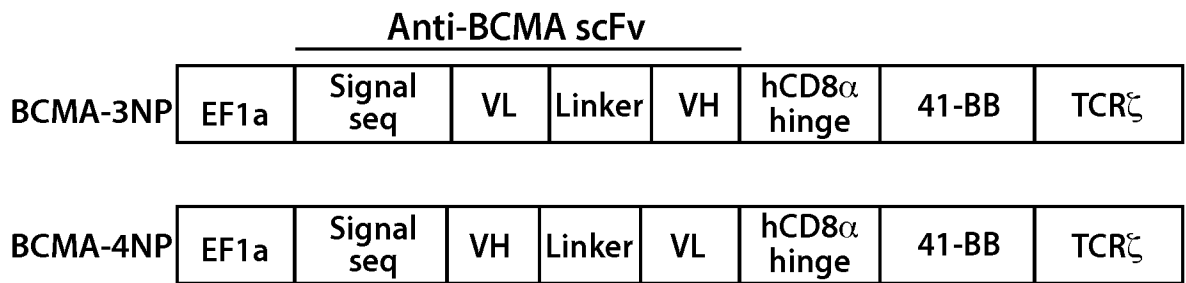 Anti-BCMA scFv
BCMA-3NP EF1a Signal seq VL Linker VH hCD8α hinge 41-BB TCRζ
BCMA-4NP EF1a Signal seq VH Linker VL hCD8α hinge 41-BB TCRζ